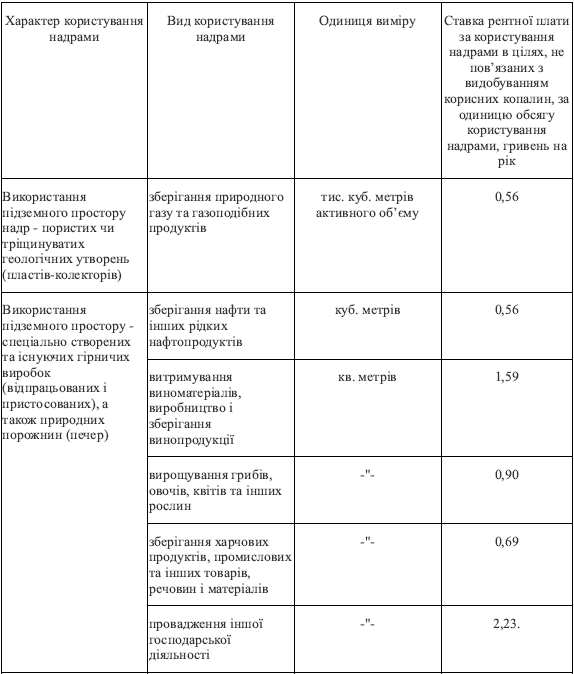 Характер користування
надрами
Вид користування
надрами
Одиниця виміру
Ставка рентної плати
за користування
надрами в цілях, не
пов’язаних з
видобуванням
корисних копалин, за
одиницю обсягу
користування
надрами, гривень на
рік
Використання
підземного простору
надр - пористих чи
тріщинуватих
геологічних утворень
(пластів-колекторів)
зберігання природного
газу та газоподібних
продуктів
тис. куб. метрів
активного об’єму
0,56
Використання
підземного простору -
спеціально створених
та існуючих гірничих
виробок
(відпрацьованих і
пристосованих), а
також природних
порожнин (печер)
зберігання нафти та
інших рідких
нафтопродуктів
куб. метрів
0,56
витримування
виноматеріалів,
виробництво і
зберігання
винопродукції
кв. метрів
1,59
вирощування грибів,
овочів, квітів та інших
рослин
-"-
0,90
зберігання харчових
продуктів, промислових
та інших товарів,
речовин і матеріалів
-"-
0,69
провадження іншої
господарської
діяльності
-"-
2,23.